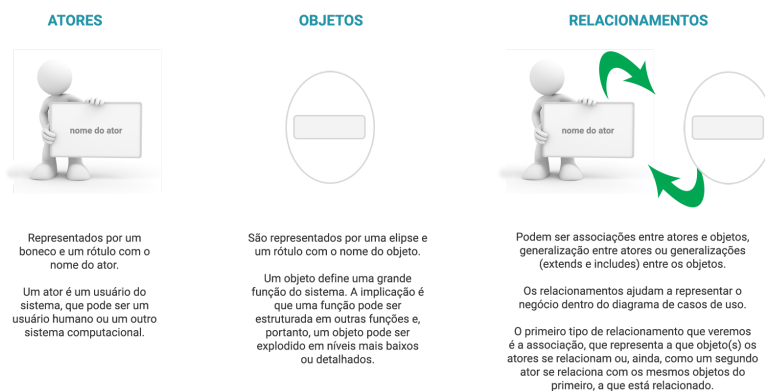 ATORES
nome do ator
Representados por um
boneco e um rótulo com o
nome do ator.
Um ator é um usuário do
sistema, que pode ser um
usuário humano ou um outro
sistema computacional.
OBJETOS
São representados por uma elipse e
um rótulo com o nome do objeto.
Um objeto define uma grande
função do sistema. A implicação é
que uma função pode ser
estruturada em outras funções e,
portanto, um objeto pode ser
explodido em níveis mais baixos
ou detalhados.
RELACIONAMENTOS
nome do ator
Podem ser associações entre atores e objetos,
generalização entre atores ou generalizações
(extends e includes) entre os objetos.
Os relacionamentos ajudam a representar o
negócio dentro do diagrama de casos de uso.
O primeiro tipo de relacionamento que veremos
é a associação, que representa a que objeto(s) os
atores se relacionam ou, ainda, como um segundo
ator se relaciona com os mesmos objetos do
primeiro, a que está relacionado.